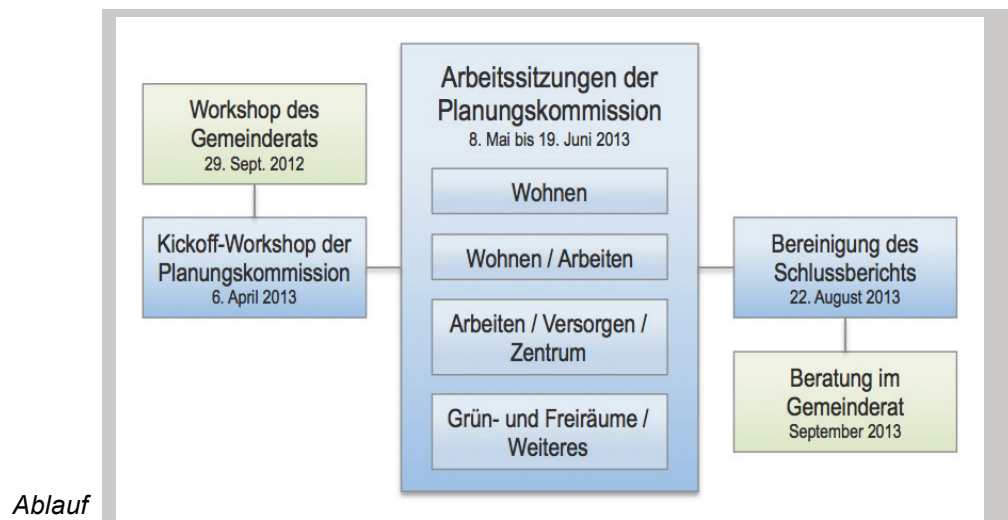 Workshop des
Gemeinderats
29. Sept. 2012
Kickoff-Workshop der
Planungskommission
6. April 2013
Arbeitssitzungen der
Planungskommission
8. Mai bis 19. Juni 2013
Wohnen
Wohnen / Arbeiten
Arbeiten / Versorgen /
Zentrum
Grün- und Freiräume /
Weiteres
Bereinigung des
Schlussberichts
22. August 2013
Beratung im
Gemeinderat
September 2013
Ablauf